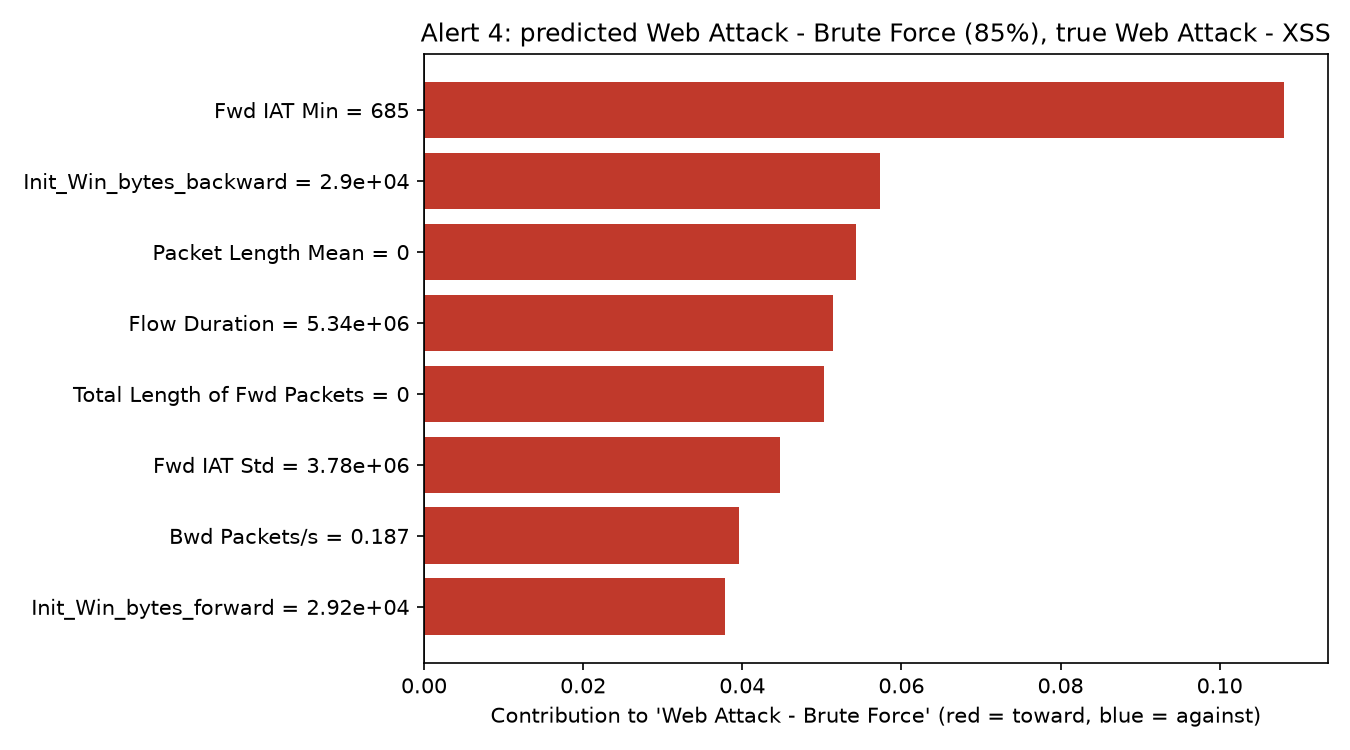 Alert 4: predicted Web Attack - Brute Force (85%), true Web Attack - XSS
Fwd IAT Min = 685
Init_Win_bytes_backward = 2.9e+04
Packet Length Mean = 0
Flow Duration = 5.34e+06
Total Length of Fwd Packets = 0
Fwd IAT Std = 3.78e+06
Bwd Packets/s = 0.187
Init_Win_bytes_forward = 2.92e+04
0.00 0.02 0.04 0.06 0.08 0.10
Contribution to 'Web Attack - Brute Force' (red = toward, blue = against)